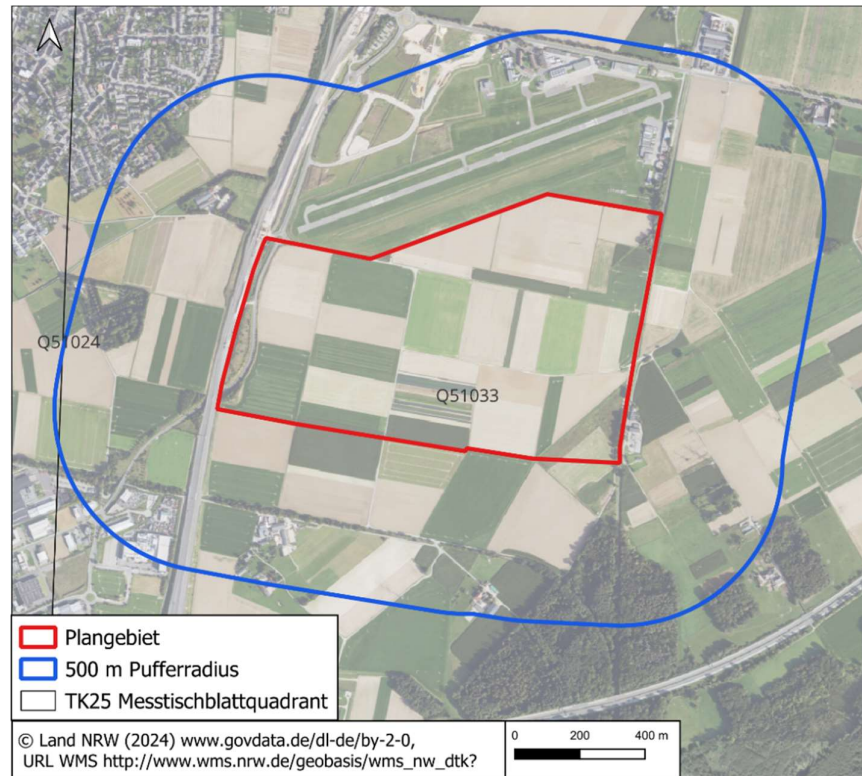 Q51024
Q51033
Plangebiet
500 m Pufferradius
TK25 Messtischblattquadrant
© Land NRW (2024) www.govdata.de/dl-de/by-2-0,
URL WMS http://www.wms.nrw.de/geobasis/wms_nw_dtk?
0 200 400 m